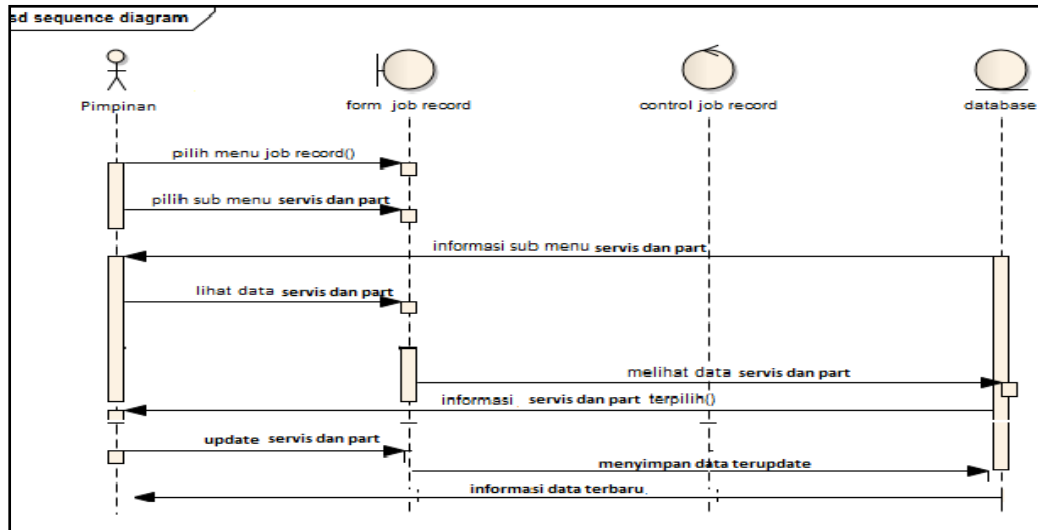 sd sequence diagram
Pimpinan
form job record
control job record
database
pilih menu job record()
pilih sub menu servis dan part
informasi sub menu servis dan part
lihat data servis dan part
melihat data servis dan part
informasi servis dan part terpilih()
update servis dan part
menyimpan data terupdate
informasi data terbaru